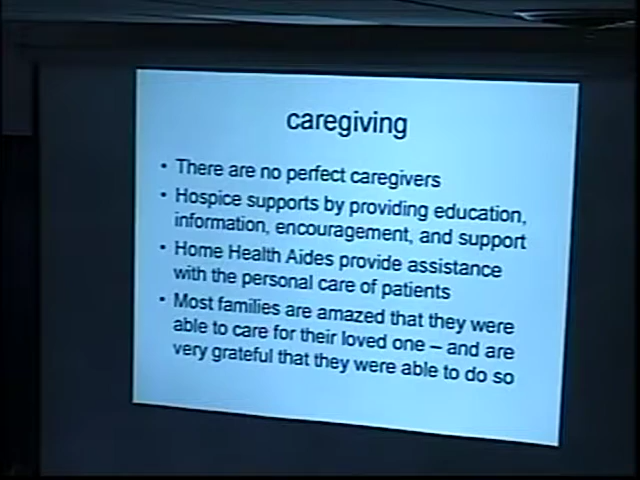 caregiving
• There are no perfect caregivers
• Hospice supports by providing education,
information, encouragement, and support
• Home Health Aides provide assistance
with the personal care of patients
• Most families are amazed that they were
able to care for their loved one – and are
very grateful that they were able to do so